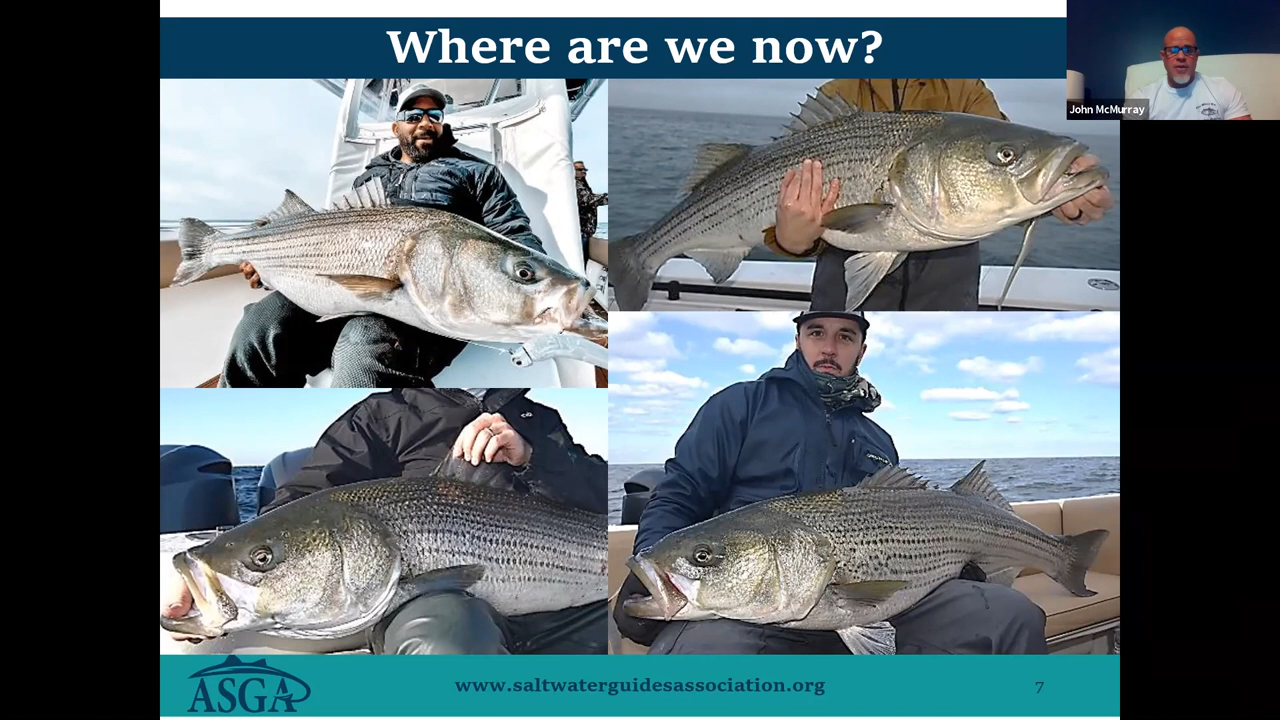 Where are we now?
John McMurray
ASGA
www.saltwaterguidesassociation.org
7